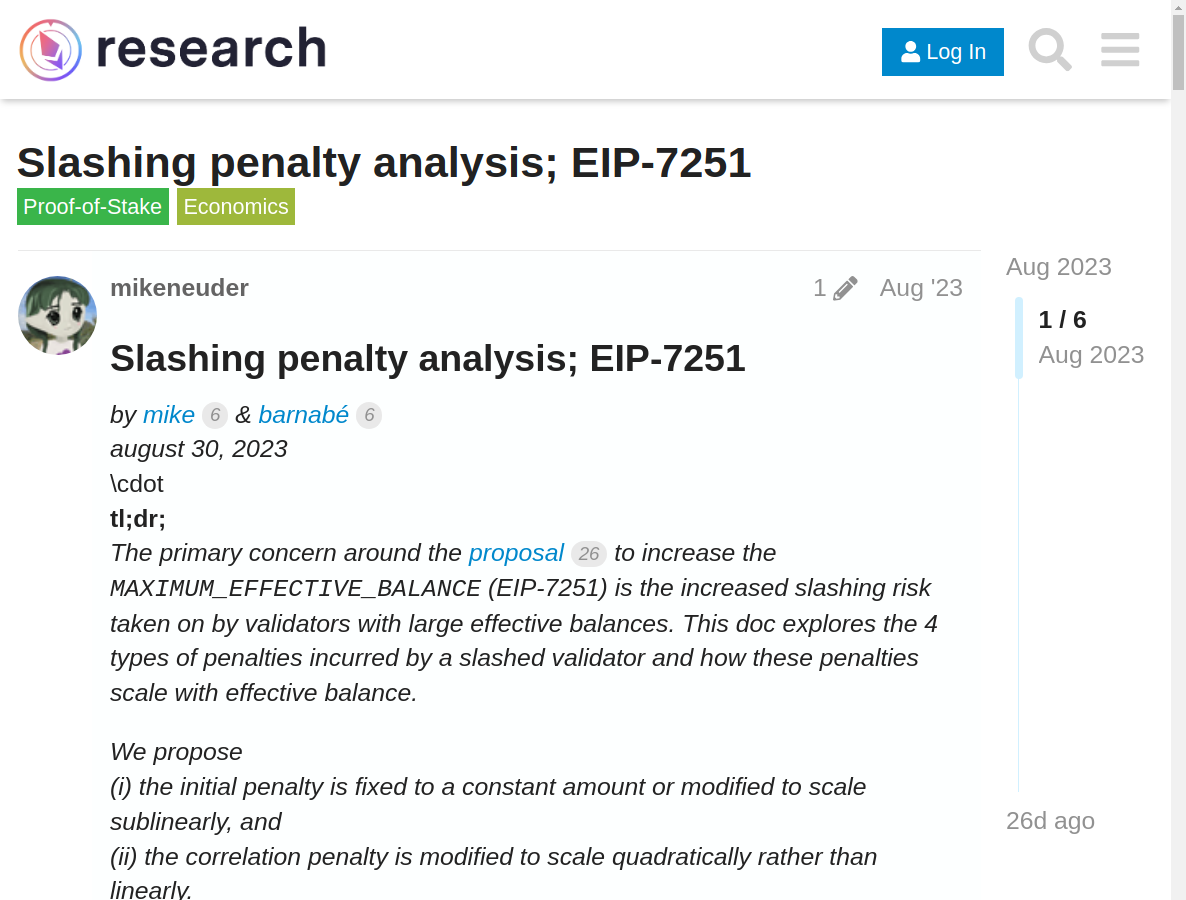 research
Log In
Slashing penalty analysis; EIP-7251
Proof-of-Stake Economics
mikeneuder 1 Aug '23
Aug 2023
1 / 6
Aug 2023
Slashing penalty analysis; EIP-7251
by mike 6 & barnabé 6
august 30, 2023
\cdot
tl;dr;
The primary concern around the proposal 26 to increase the
MAXIMUM_EFFECTIVE_BALANCE (EIP-7251) is the increased slashing risk
taken on by validators with large effective balances. This doc explores the 4
types of penalties incurred by a slashed validator and how these penalties
scale with effective balance.
We propose
(i) the initial penalty is fixed to a constant amount or modified to scale
sublinearly, and
(ii) the correlation penalty is modified to scale quadratically rather than
linearly.
26d ago